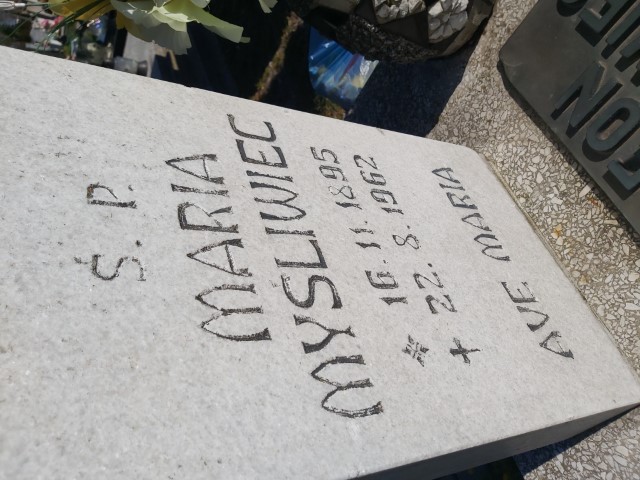 Ś. P.
MARIA
MYŚLIWIEC
* 16. 11. 1895
+ 22. 8. 1962
AVE MARIA